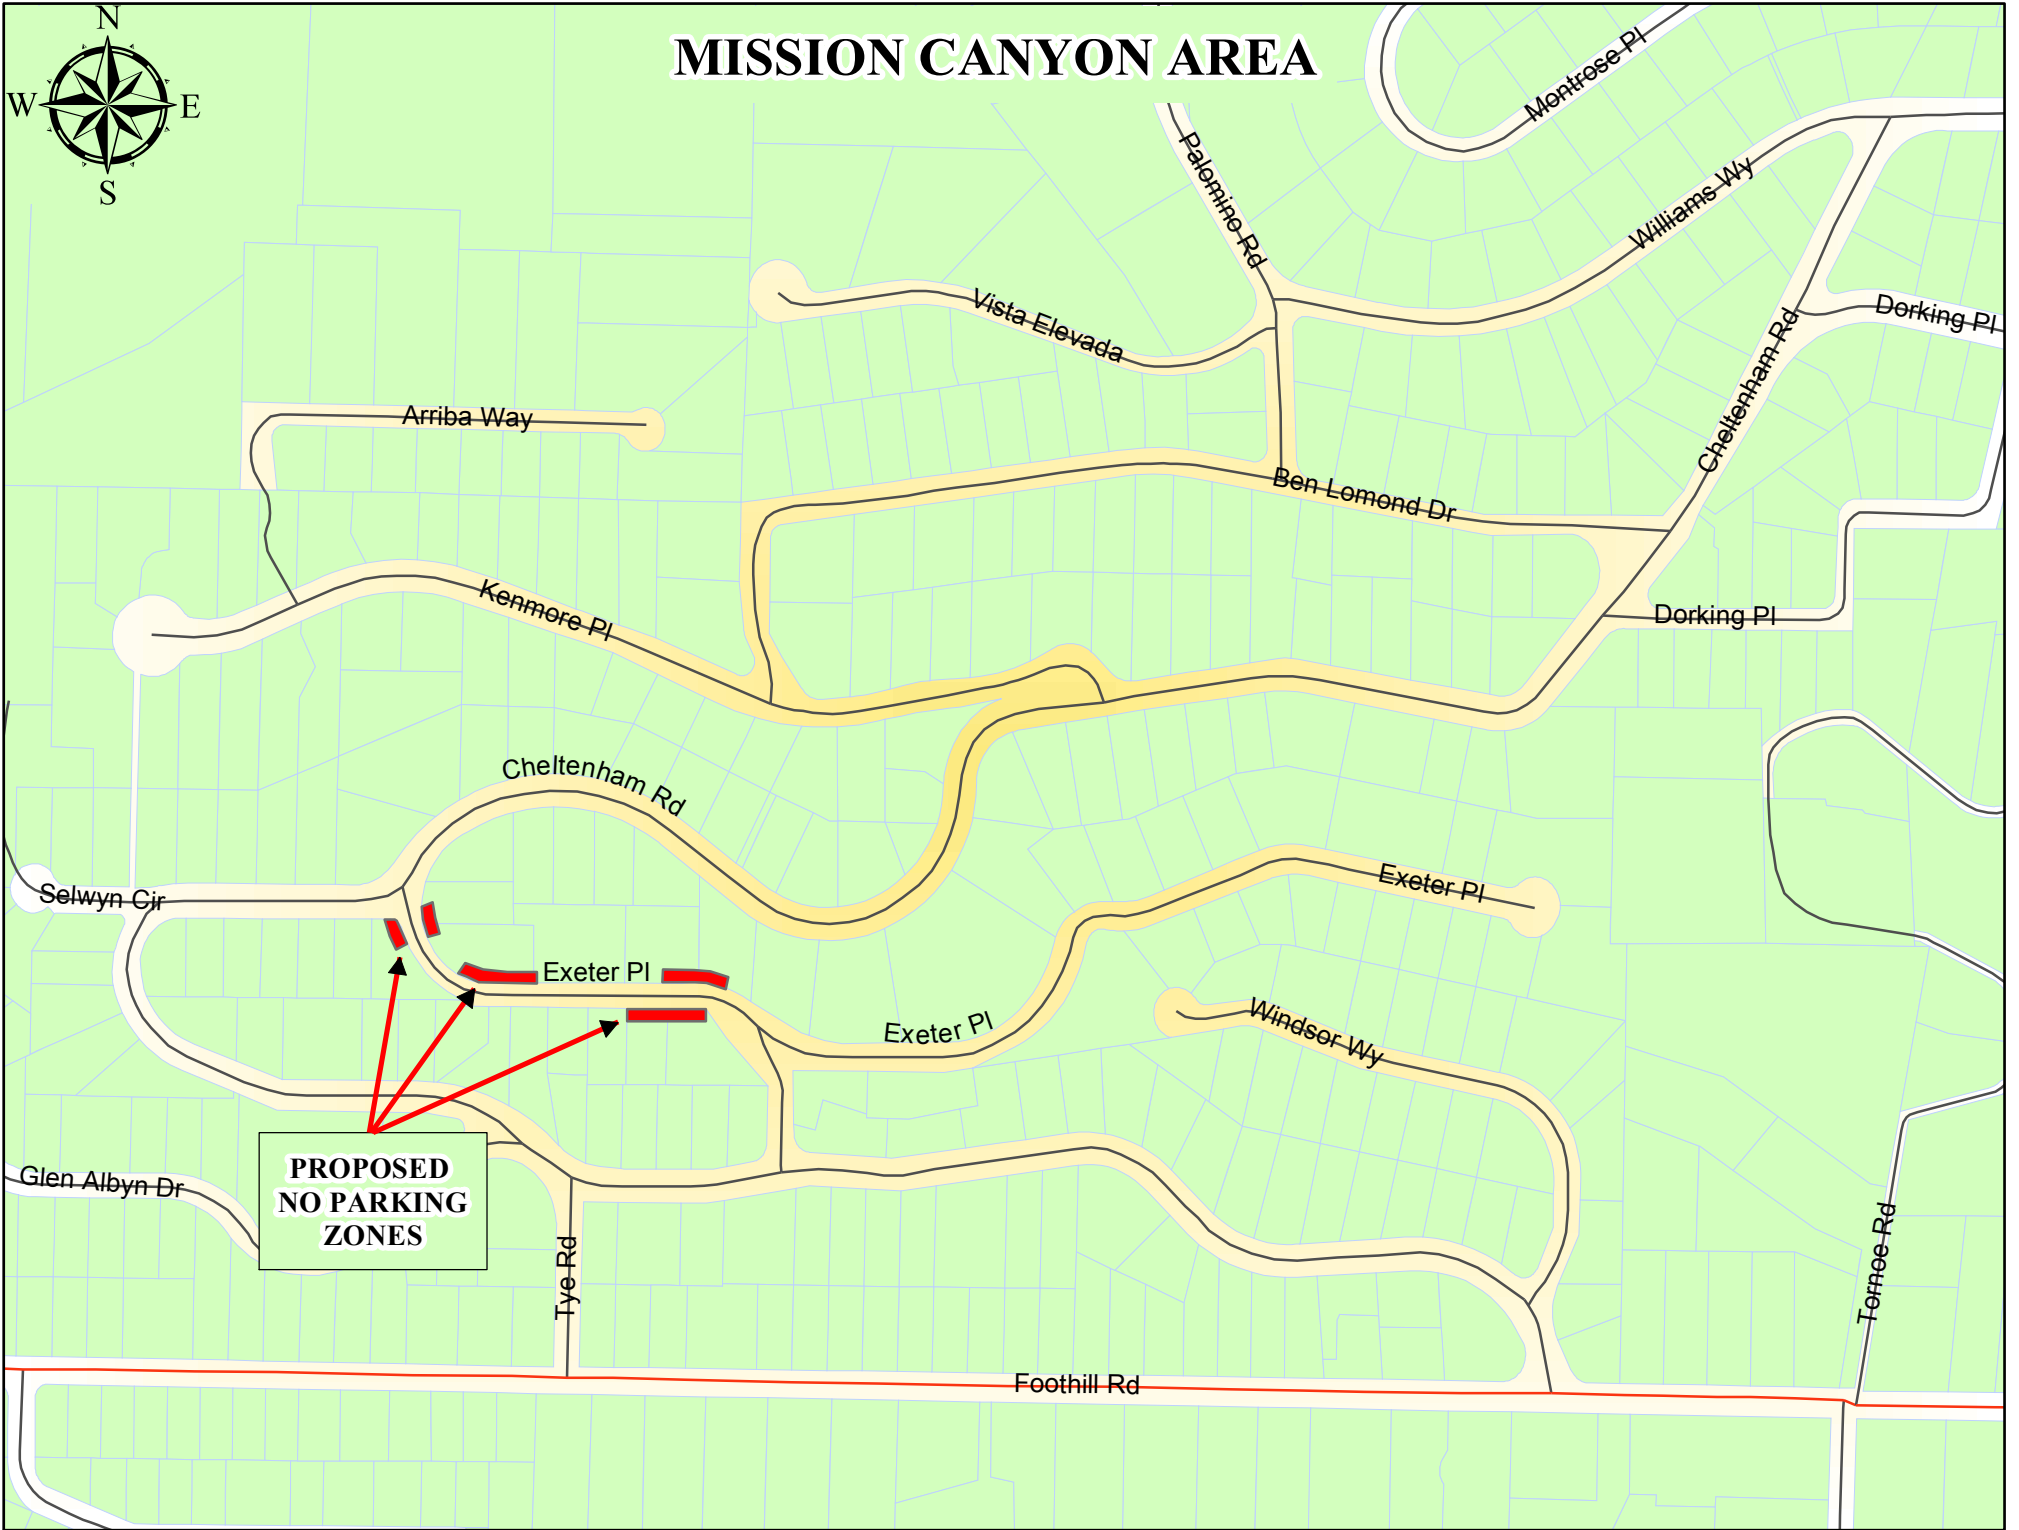 N
MISSION CANYON AREA
W
E
S
Montrose Pl
Palomino Rd
Williams Wy
Vista Elevada
Dorking Pl
Cheltenham Rd
Arriba Way
Ben Lomond Dr
Kenmore Pl
Dorking Pl
Cheltenham Rd
Selwyn Cir
Exeter Pl
Exeter Pl
Exeter Pl
Windsor Wy
PROPOSED
NO PARKING
ZONES
Glen Albyn Dr
Tye Rd
Tornoe Rd
Foothill Rd